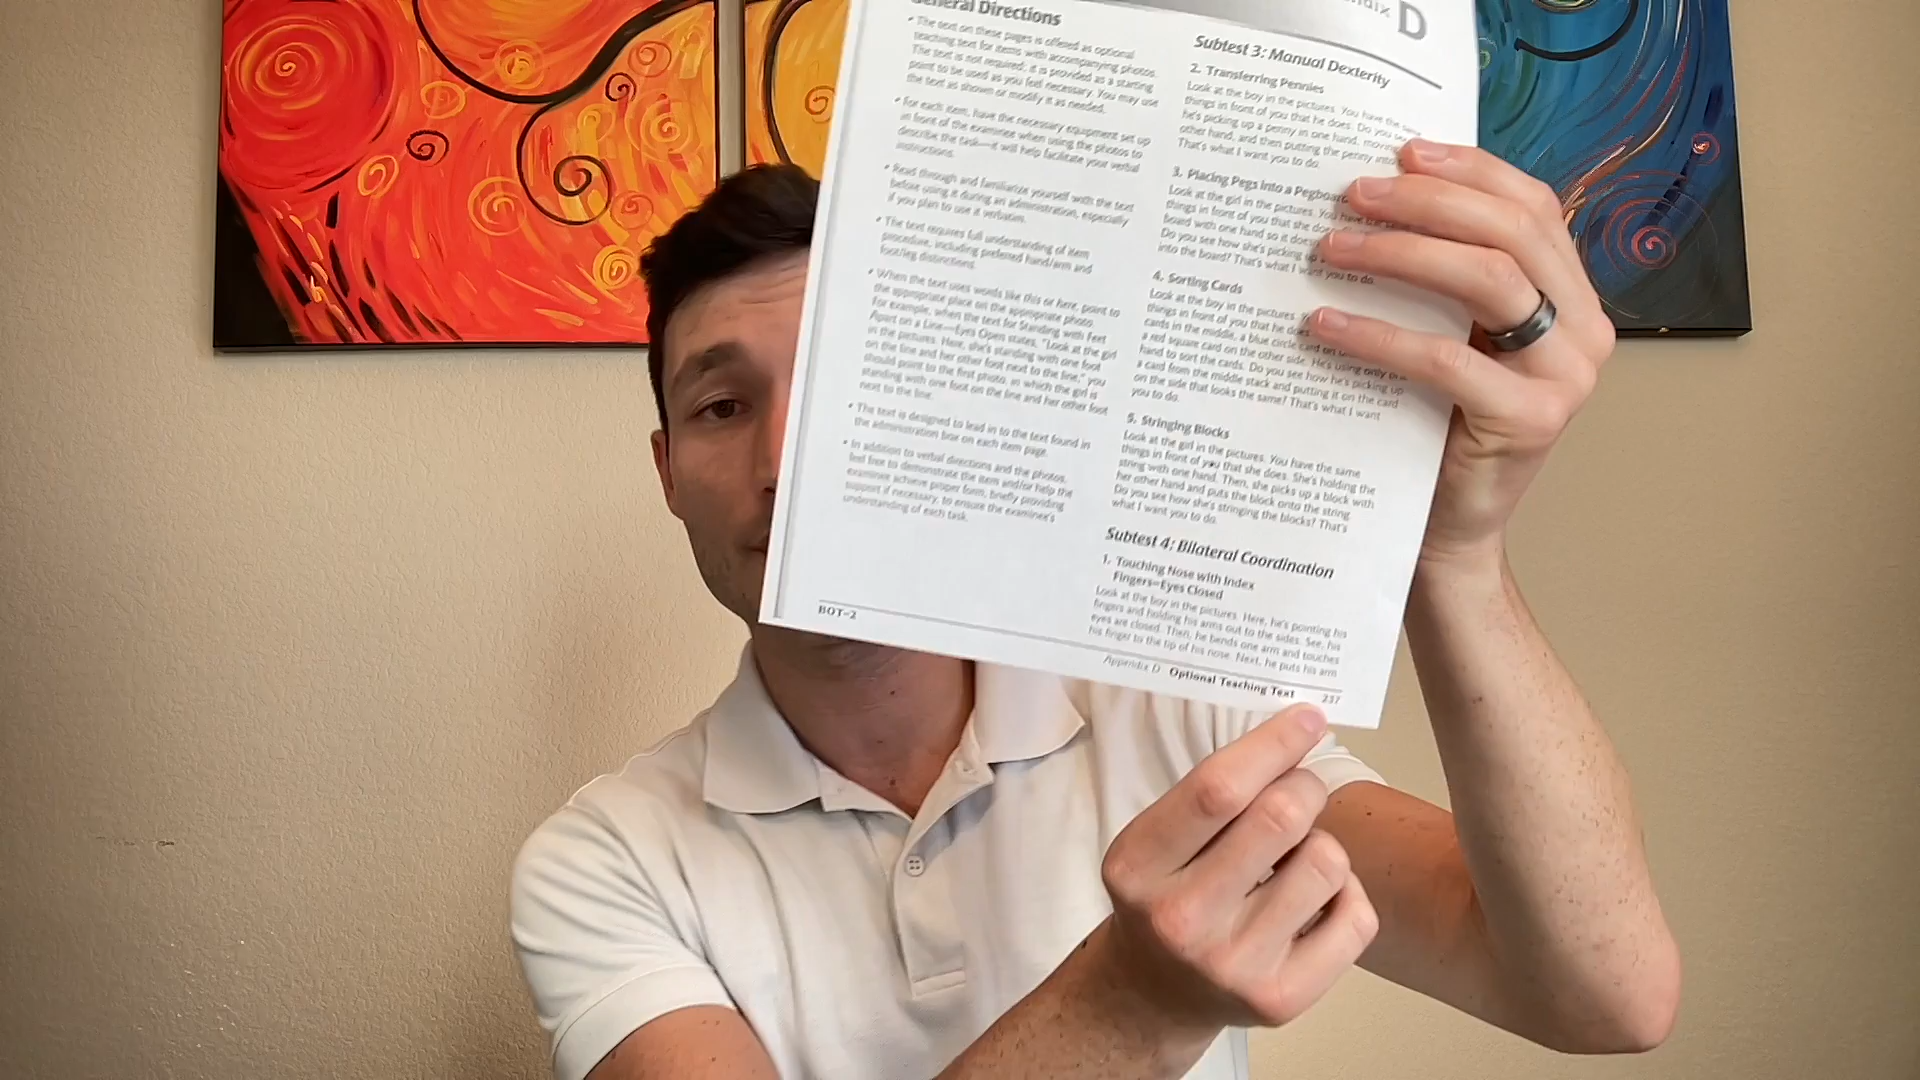 General Directions
• The text on these pages is offered as optional
teaching text for items with accompanying photos.
The text is not required; it is provided as a starting
point to be used as you feel necessary. You may use
the text as shown or modify it as needed.
• For each item, have the necessary equipment set up
in front of the examinee when using the photos to
describe the task—it will help facilitate your verbal
instructions.
• Read through and familiarize yourself with the text
before using it during an administration, especially
if you plan to use it verbatim.
• The text requires full understanding of item
procedure, including preferred hand/arm and
foot/leg distinctions.
• When the text uses words like this or here, point to
the appropriate place on the appropriate photo.
For example, when the text for Standing with Feet
Apart on a Line—Eyes Open states, "Look at the girl
in the pictures. Here, she's standing with one foot
on the line and her other foot next to the line," you
should point to the first photo, in which the girl is
standing with one foot on the line and her other foot
next to the line.
• The text is designed to lead in to the text found in
the administration box on each item page.
• In addition to verbal directions and the photos,
feel free to demonstrate the item and/or help the
examinee achieve proper form, briefly providing
support if necessary, to ensure the examinee's
understanding of each task.
BOT–2
D
Subtest 3: Manual Dexterity
2. Transferring Pennies
Look at the boy in the pictures. You have the same
things in front of you that he does. Do you see
he's picking up a penny in one hand, moving
other hand, and then putting the penny into
That's what I want you to do.
3. Placing Pegs into a Pegboard
Look at the girl in the pictures. You have the
things in front of you that she does
board with one hand so it does
Do you see how she's picking up
into the board? That's what I want you to do.
4. Sorting Cards
Look at the boy in the pictures.
things in front of you that he does
cards in the middle, a blue circle card on
a red square card on the other side. He's using only
hand to sort the cards. Do you see how he's picking up
a card from the middle stack and putting it on the card
on the side that looks the same? That's what I want
you to do.
5. Stringing Blocks
Look at the girl in the pictures. You have the same
things in front of you that she does. She's holding the
string with one hand. Then, she picks up a block with
her other hand and puts the block onto the string.
Do you see how she's stringing the blocks? That's
what I want you to do.
Subtest 4: Bilateral Coordination
1. Touching Nose with Index
Fingers–Eyes Closed
Look at the boy in the pictures. Here, he's pointing his
fingers and holding his arms out to the sides. See, his
eyes are closed. Then, he bends one arm and touches
his finger to the tip of his nose. Next, he puts his arm
Appendix D Optional Teaching Text 237